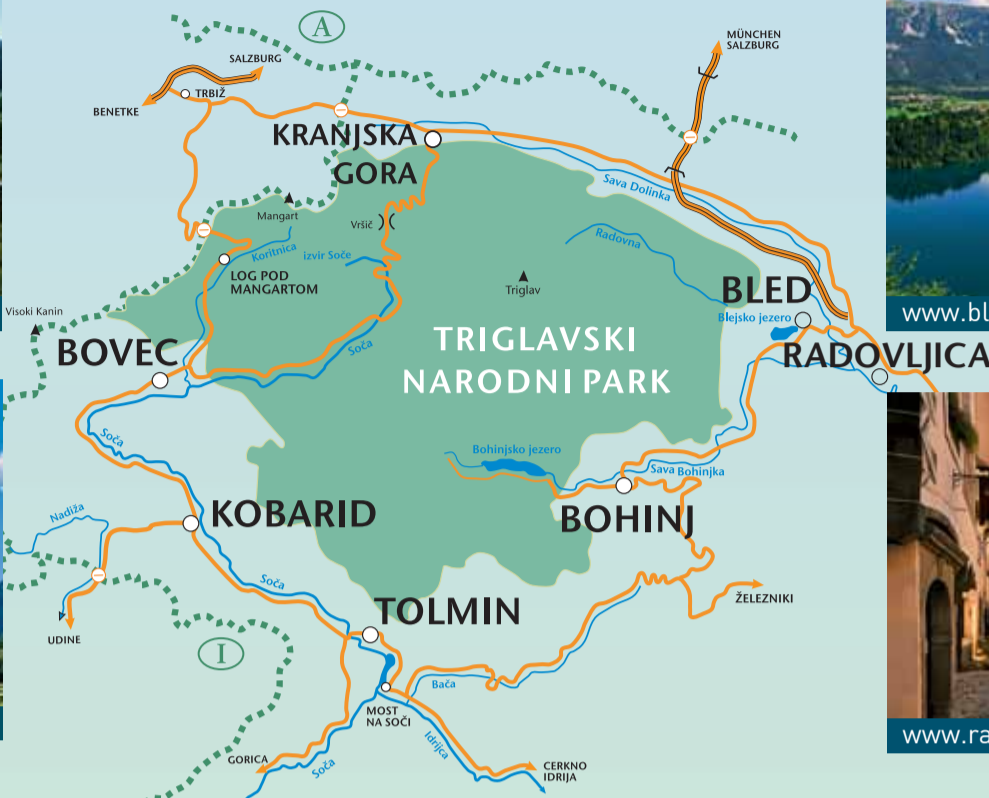 A
MÜNCHEN
SALZBURG
SALZBURG
TRBIŽ
BENETKE
KRANJSKA
GORA
Sava Dolinka
Mangart
Vršič
Radovna
Koritnica
izvir Soče
LOG POD
MANGARTOM
Triglav
BLED
Blejsko jezero
Visoki Kanin
www.bl
BOVEC
Soča
TRIGLAVSKI
NARODNI PARK
RADOVLJICA
Soča
Bohinjsko jezero
Sava Bohinjka
Nadiža
KOBARID
BOHINJ
Soča
ŽELEZNIKI
TOLMIN
UDINE
I
Bača
MOST
NA SOČI
Idrijca
www.ra
GORICA
Soča
CERKNO
IDRIJA